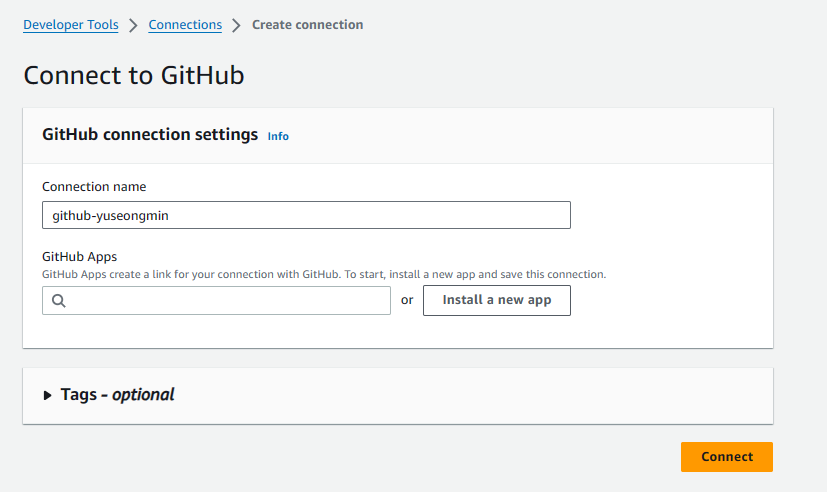 Developer Tools > Connections > Create connection
Connect to GitHub
GitHub connection settings Info
Connection name
github-yuseongmin
GitHub Apps
GitHub Apps create a link for your connection with GitHub. To start, install a new app and save this connection.
or Install a new app
Tags - optional
Connect